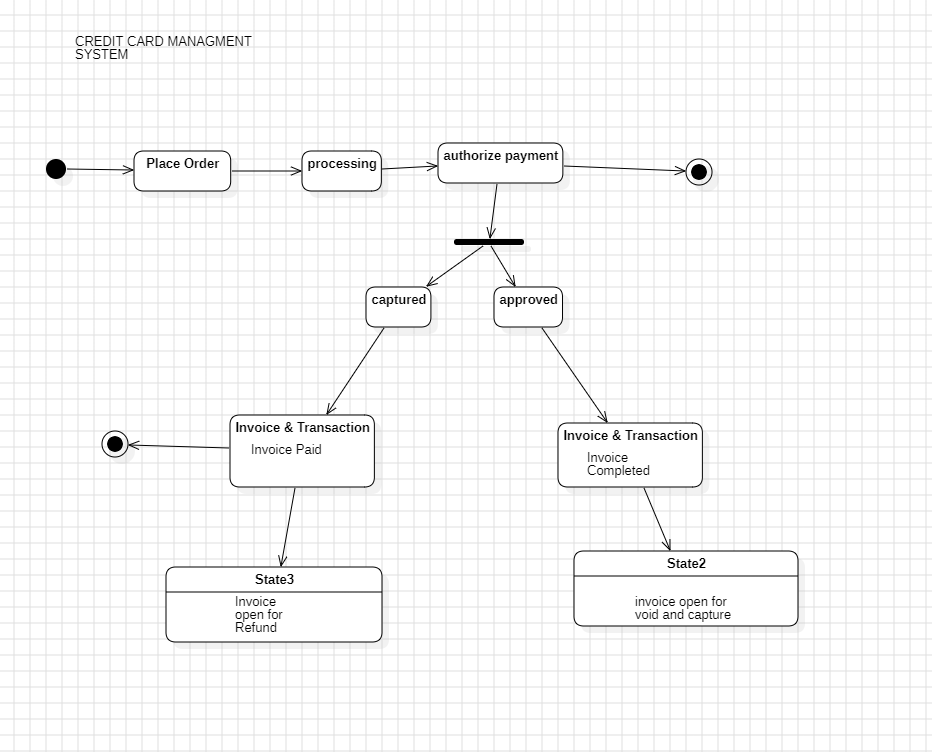 CREDIT CARD MANAGMENT
SYSTEM
Place Order
processing
authorize payment
captured
approved
Invoice & Transaction
Invoice Paid
Invoice & Transaction
Invoice
Completed
State3
Invoice
open for
Refund
State2
invoice open for
void and capture